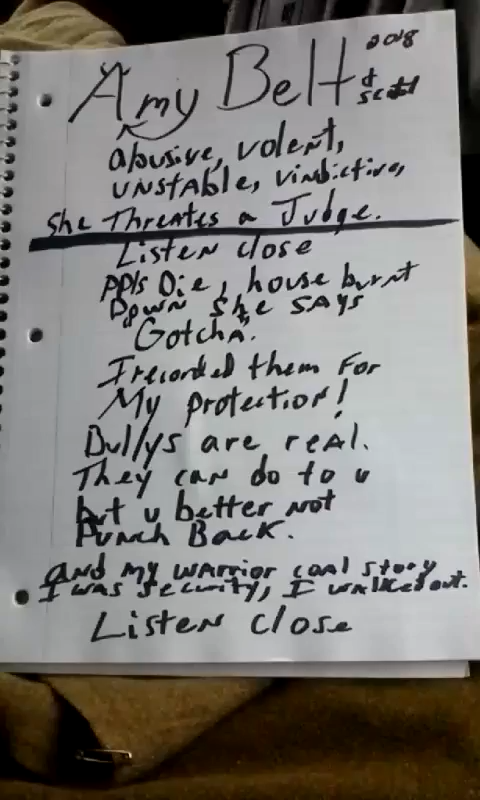 2018
Amy Belt
& scott
abusive, volent,
unstable, vindictive,
She Threates a Judge.
Listen close
ppls Die, house burnt
Down She says
"Gotcha".
I recorded them for
My protection!
Bullys are real.
They can do to u
but u better not
Punch Back.
and my warrior coal story
I was security, I walked out.
Listen close